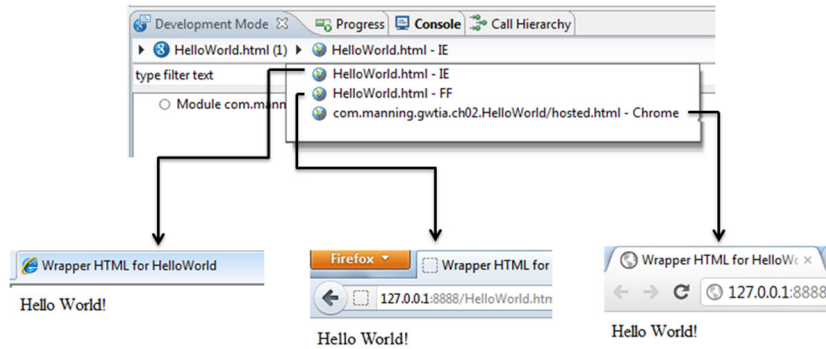 Development Mode Progress Console Call Hierarchy
HelloWorld.html (1) HelloWorld.html - IE
type filter text
HelloWorld.html - IE
Module com.mann
HelloWorld.html - FF
com.manning.gwtia.ch02.HelloWorld/hosted.html - Chrome
Wrapper HTML for HelloWorld
Hello World!
Firefox
Wrapper HTML for
127.0.0.1:8888/HelloWorld.htm
Hello World!
Wrapper HTML for HelloWo
127.0.0.1:8888
Hello World!